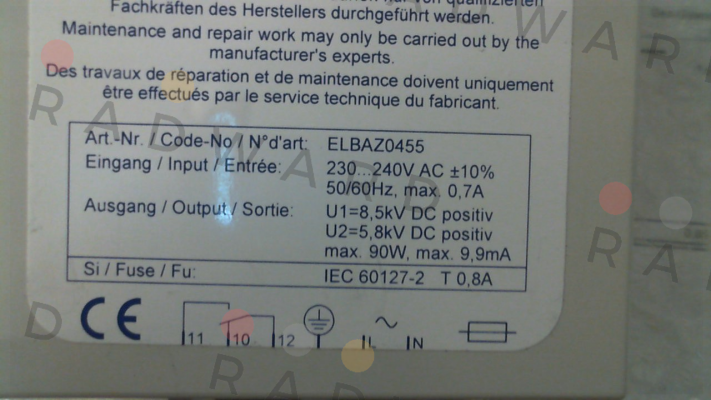 Fachkräften des Herstellers durchgeführt werden.
Maintenance and repair work may only be carried out by the
manufacturer's experts.
Des travaux de réparation et de maintenance doivent uniquement
être effectués par le service technique du fabricant.
Art.-Nr. / Code-No / N°d'art: ELBAZ0455
Eingang / Input / Entrée: 230...240V AC ±10%
50/60Hz, max. 0,7A
Ausgang / Output / Sortie: U1=8,5kV DC positiv
U2=5,8kV DC positiv
max. 90W, max. 9,9mA
Si / Fuse / Fu: IEC 60127-2 T 0,8A
CE 11 10 12 L N
RADWARD